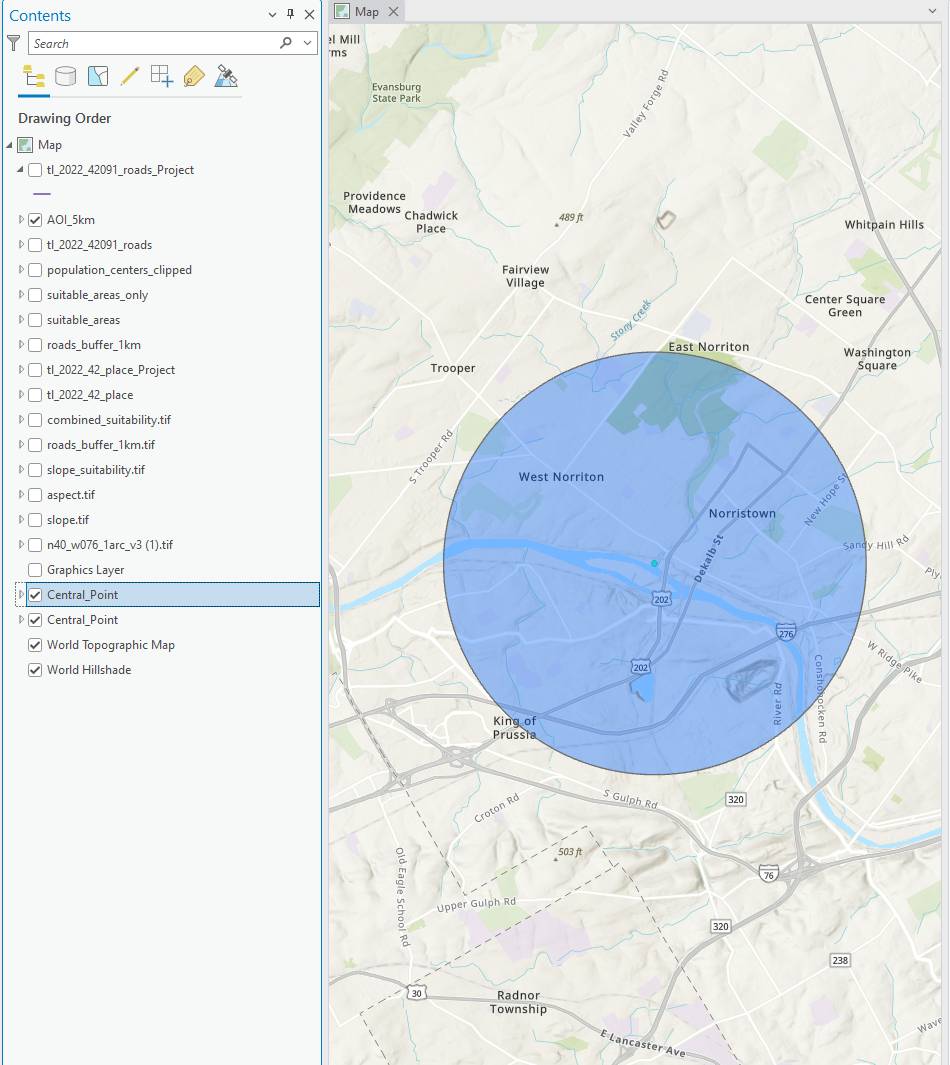 Contents
Search
Drawing Order
Map
tl_2022_42091_roads_Project
AOI_5km
tl_2022_42091_roads
population_centers_clipped
suitable_areas_only
suitable_areas
roads_buffer_1km
tl_2022_42_place_Project
tl_2022_42_place
combined_suitability.tif
roads_buffer_1km.tif
slope_suitability.tif
aspect.tif
slope.tif
n40_w076_1arc_v3 (1).tif
Graphics Layer
Central_Point
Central_Point
World Topographic Map
World Hillshade
Map
el Mill
ms
Evansburg
State Park
Valley Forge Rd
Providence
Meadows
Chadwick
Place
489 ft
Whitpain Hills
Fairview
Village
Center Square
Green
Stony Creek
East Norriton
Washington
Square
Trooper
S Trooper Rd
West Norriton
New Hope St
Norristown
Dekalb St
Sandy Hill Rd
Ply
202
276
W Ridge Pike
202
Conshohocken Rd
River Rd
King of
Prussia
S Gulph Rd
320
Croton Rd
503 ft
76
Old Eagle School Rd
Upper Gulph Rd
320
238
30
Radnor
Township
E Lancaster Ave
Wave